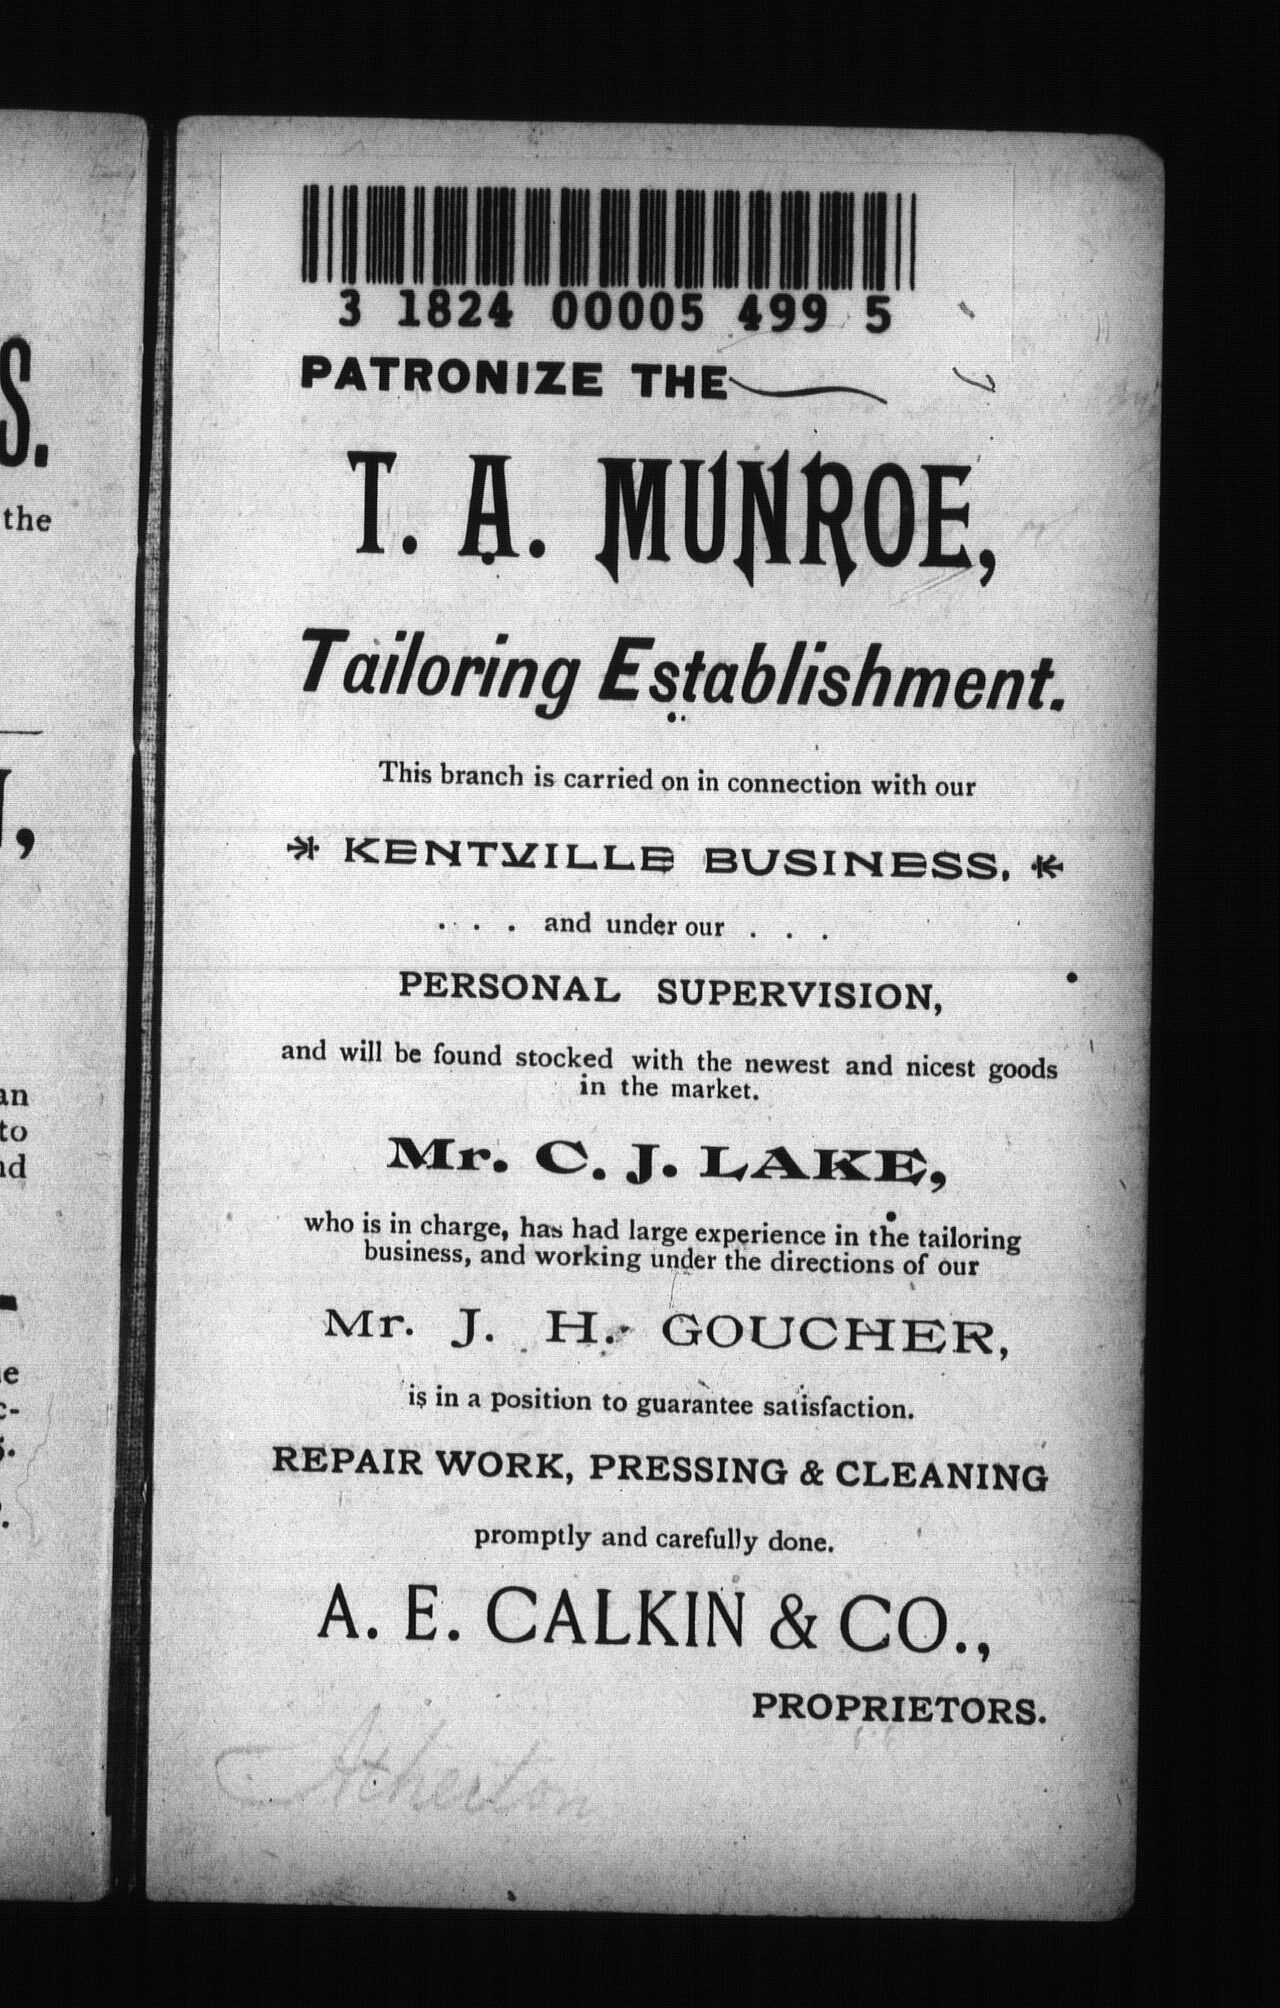 3 1824 00005 499 5
PATRONIZE THE
T. A. MUNROE,
Tailoring Establishment.
This branch is carried on in connection with our
KENTVILLE BUSINESS,
. . . and under our . . .
PERSONAL SUPERVISION,
and will be found stocked with the newest and nicest goods
in the market.
Mr. C. J. LAKE,
who is in charge, has had large experience in the tailoring
business, and working under the directions of our
Mr. J. H. GOUCHER,
is in a position to guarantee satisfaction.
REPAIR WORK, PRESSING & CLEANING
promptly and carefully done.
A. E. CALKIN & CO.,
PROPRIETORS.
Atherton
the
to